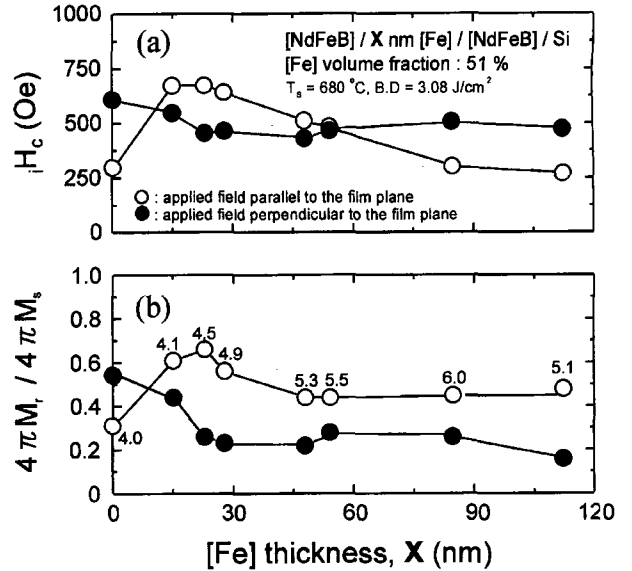 (a)
[NdFeB] / X nm [Fe] / [NdFeB] / Si
[Fe] volume fraction : 51 %
Tₛ = 680 °C, B.D = 3.08 J/cm²
1000
750
500
250
0
ᵢH꜀ (Oe)
○ : applied field parallel to the film plane
● : applied field perpendicular to the film plane
(b)
1.0
0.8
0.6
0.4
0.2
0
4πMᵣ / 4πMₛ
4.0
4.1
4.5
4.9
5.3
5.5
6.0
5.1
0 30 60 90 120
[Fe] thickness, X (nm)